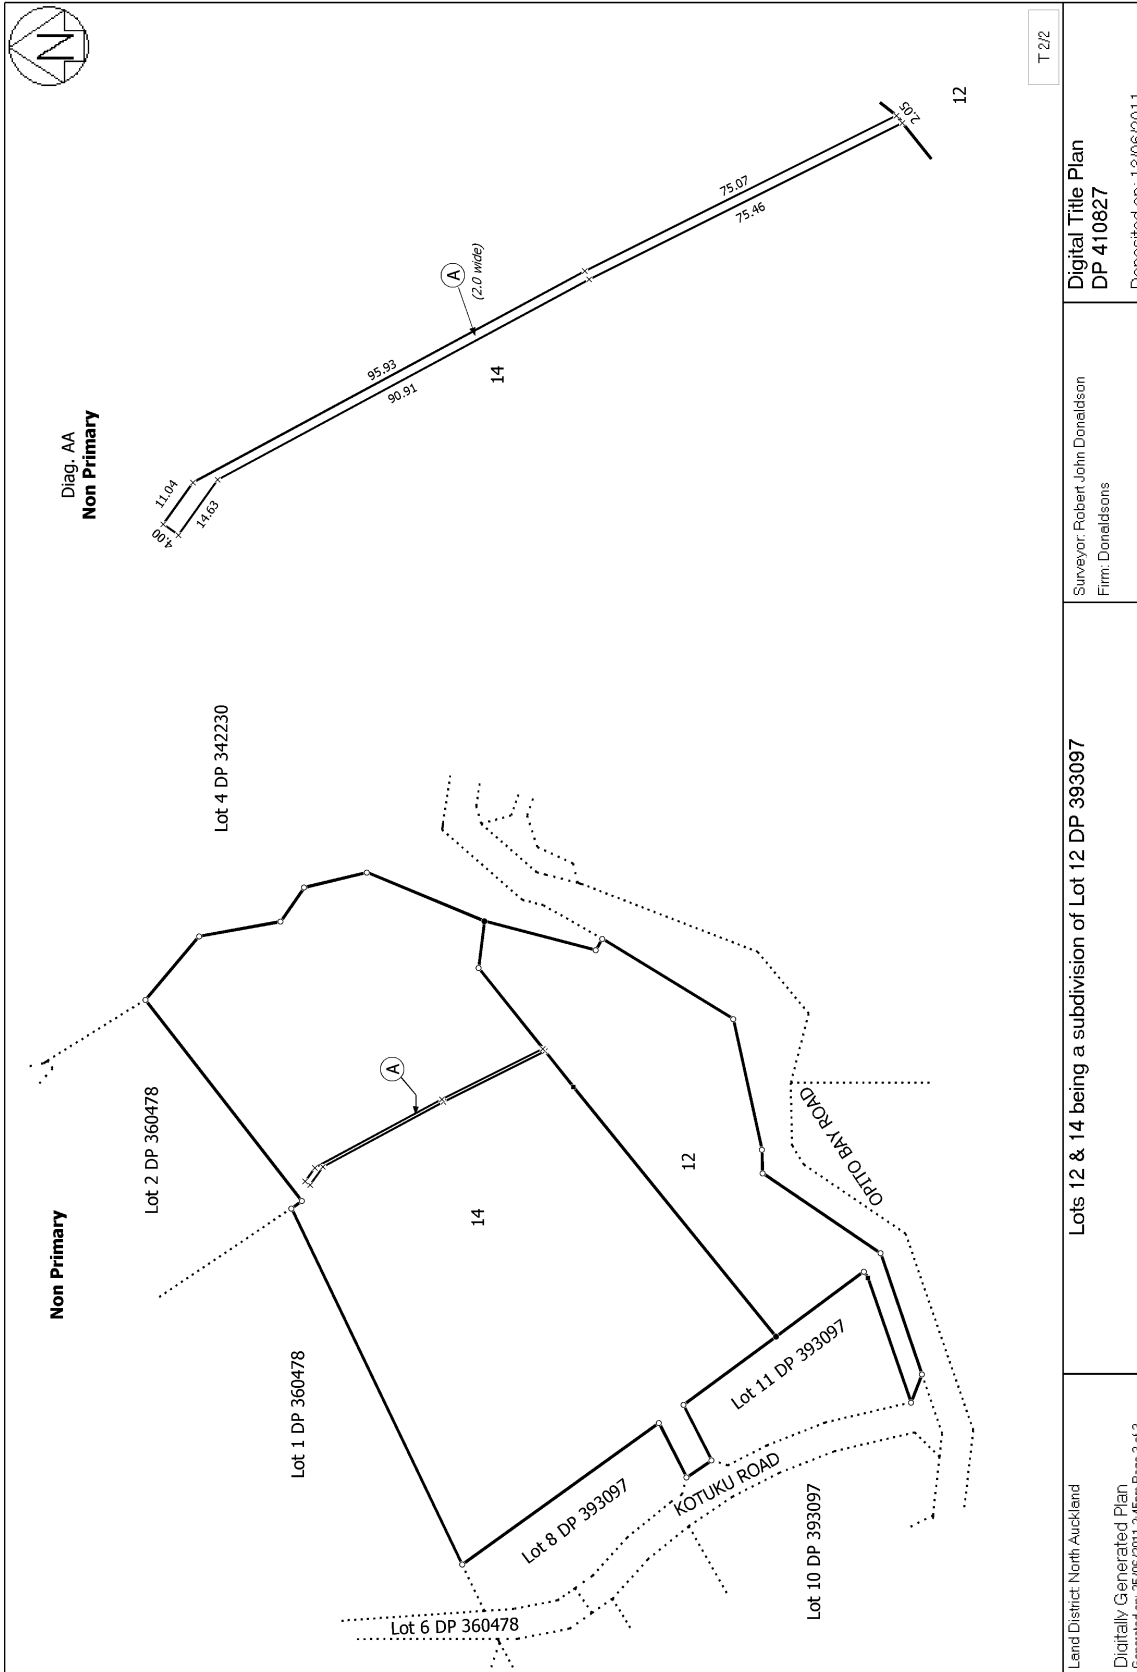 N
T 2/2
Diag. AA
Non Primary
11.04
4.00
14.63
95.93
90.91
A
(2.0 wide)
14
75.07
75.46
2.05
12
Non Primary
Lot 4 DP 342230
Lot 2 DP 360478
Lot 1 DP 360478
A
14
12
OPITO BAY ROAD
Lot 11 DP 393097
Lot 8 DP 393097
KOTUKU ROAD
Lot 10 DP 393097
Lot 6 DP 360478
Land District: North Auckland
Digitally Generated Plan
Lots 12 & 14 being a subdivision of Lot 12 DP 393097
Surveyor: Robert John Donaldson
Firm: Donaldsons
Digital Title Plan
DP 410827